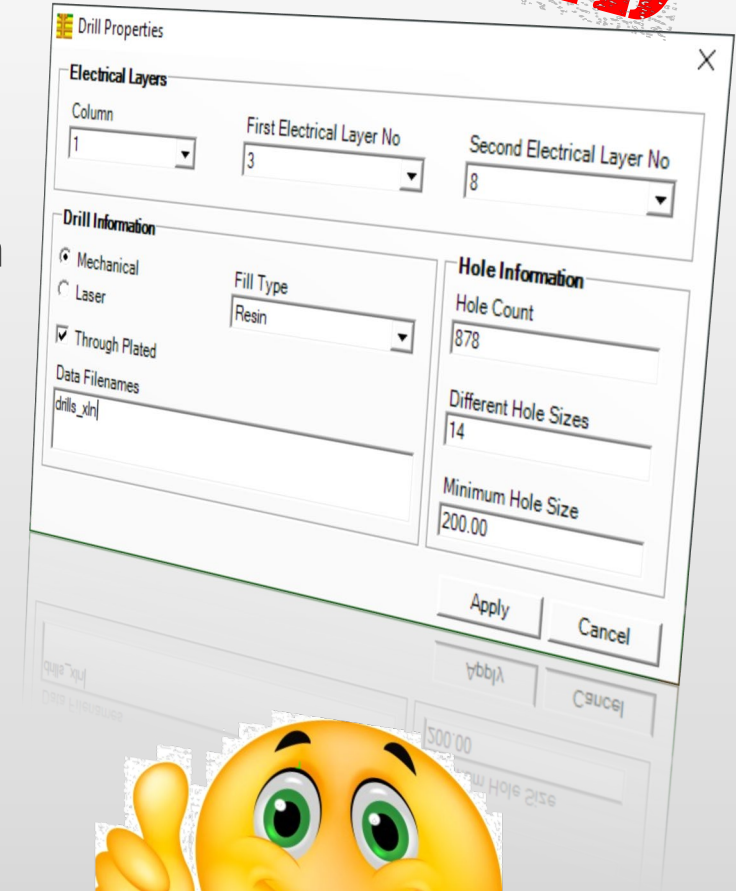 Drill Properties
Electrical Layers
Column
First Electrical Layer No
Second Electrical Layer No
1
3
8
Drill Information
Mechanical
Laser
Fill Type
Resin
Through Plated
Data Filenames
drills_xln
Hole Information
Hole Count
878
Different Hole Sizes
14
Minimum Hole Size
200.00
Apply
Cancel